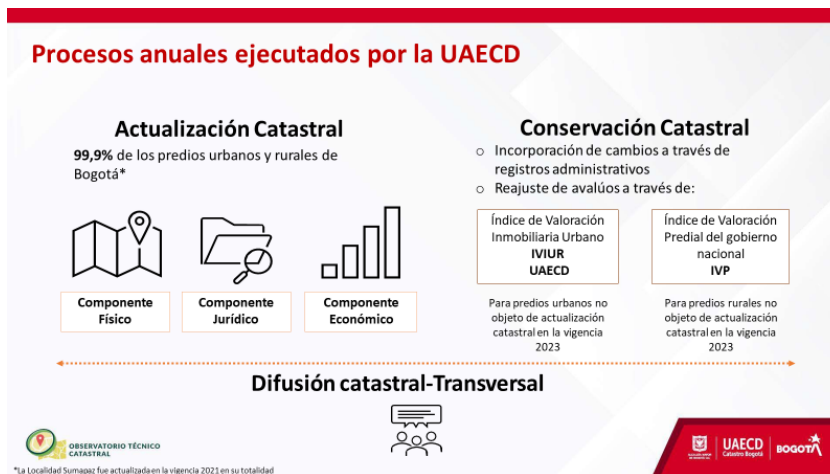 Procesos anuales ejecutados por la UAECD
Actualización Catastral
99,9% de los predios urbanos y rurales de
Bogotá*
Componente
Físico
Componente
Jurídico
Componente
Económico
Conservación Catastral
o Incorporación de cambios a través de
registros administrativos
o Reajuste de avalúos a través de:
Índice de Valoración
Inmobiliaria Urbano
IVIUR
UAECD
Índice de Valoración
Predial del gobierno
nacional
IVP
Para predios urbanos no
objeto de actualización
catastral en la vigencia
2023
Para predios rurales no
objeto de actualización
catastral en la vigencia
2023
Difusión catastral-Transversal
OBSERVATORIO TÉCNICO
CATASTRAL
UAECD
Catastro Bogotá
BOGOTÁ
*La Localidad Sumapaz fue actualizada en la vigencia 2021 en su totalidad